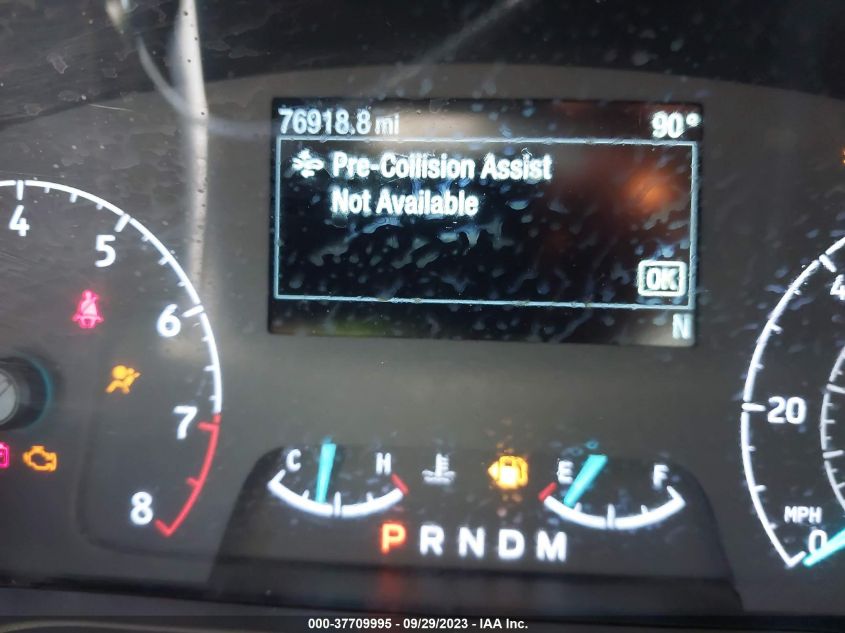 76918.8 mi 90°
Pre-Collision Assist
Not Available
OK
N
4
5
6
7
8
C H
E F
P R N D M
4
20
MPH
0
000-37709995 - 09/29/2023 - IAA Inc.